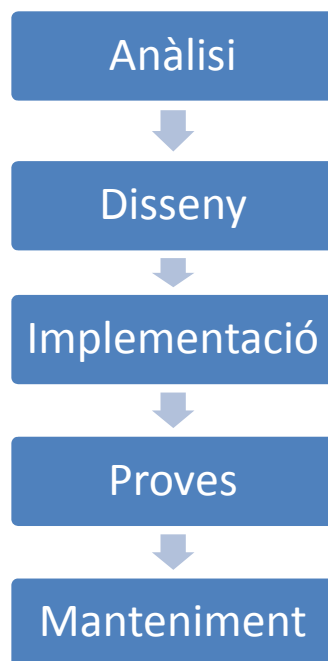 Anàlisi
Disseny
Implementació
Proves
Manteniment